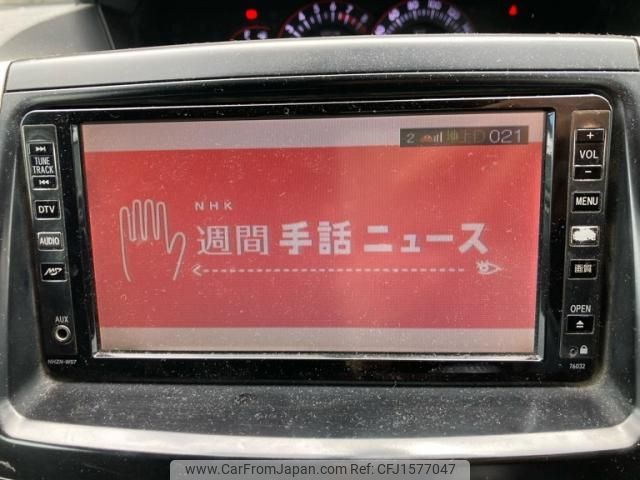 2 地上D 021
TUNE
TRACK
DTV
AUDIO
AUX
NHZN-W57
NHK
週間 手話 ニュース
+
VOL
-
MENU
画質
OPEN
76032
www.CarFromJapan.com - CFJ1577047